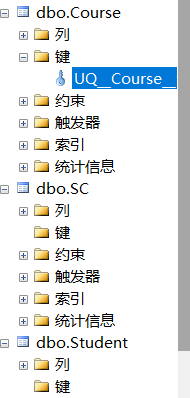 dbo.Course
列
键
UQ__Course__
约束
触发器
索引
统计信息
dbo.SC
列
键
约束
触发器
索引
统计信息
dbo.Student
列
键